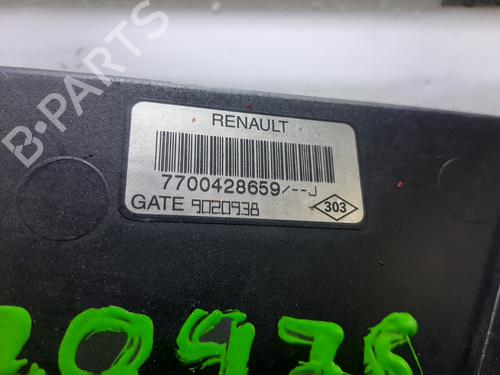 B-PARTS
RENAULT
7700428659/--J
GATE 9020938
303